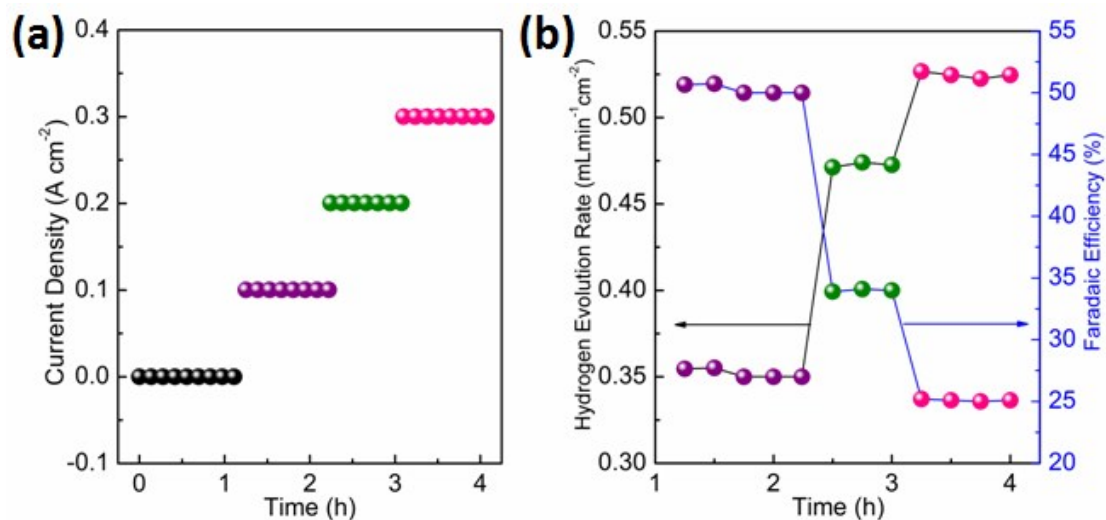 (a)
0.4
0.3
0.2
0.1
0.0
-0.1
Current Density (A cm⁻²)
0 1 2 3 4
Time (h)
(b)
0.55
0.50
0.45
0.40
0.35
0.30
Hydrogen Evolution Rate (mLmin⁻¹cm⁻²)
1 2 3 4
Time (h)
55
50
45
40
35
30
25
20
Faradaic Efficiency (%)